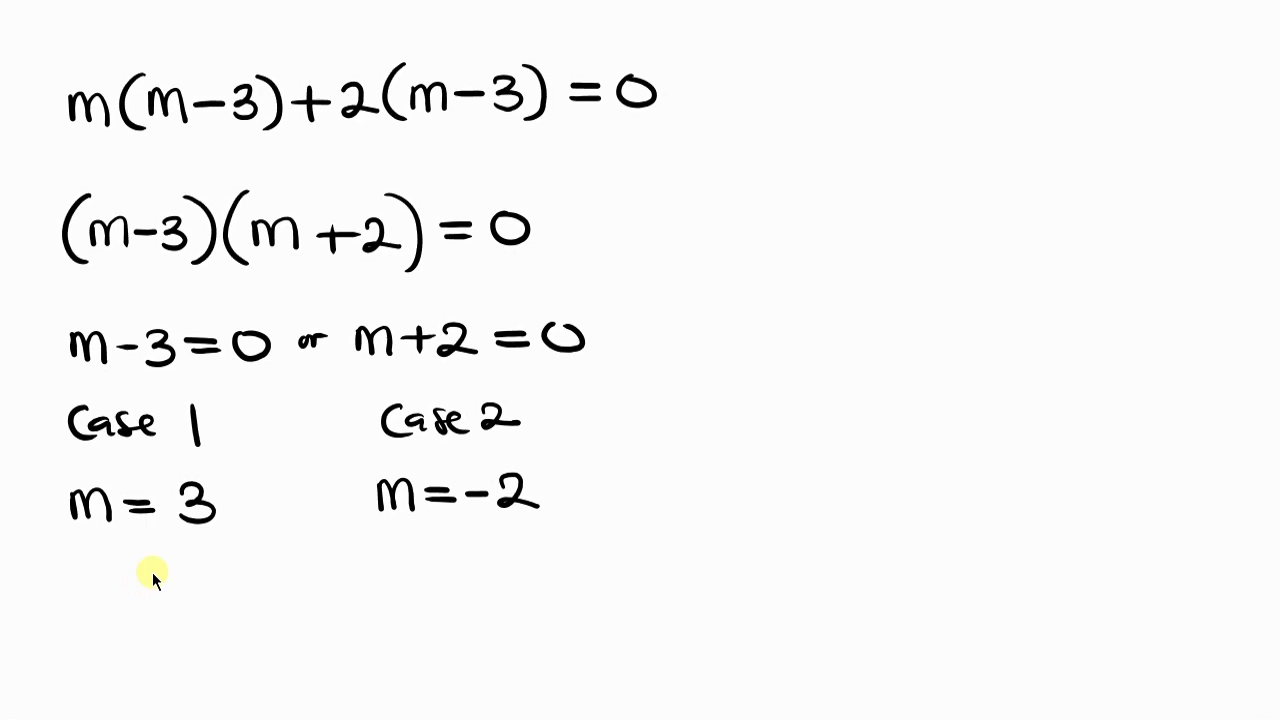 m(m-3)+2(m-3)=0
(m-3)(m+2)=0
m-3=0 or m+2=0
Case 1 Case 2
m=3 m=-2